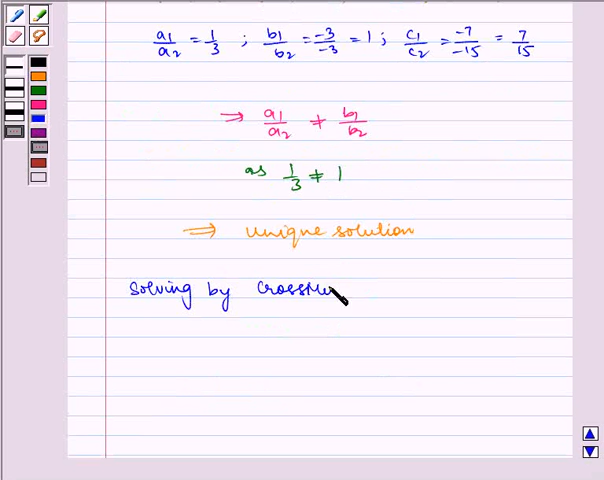 a1/a2 = 1/3 ; b1/b2 = -3/-3 = 1 ; c1/c2 = -7/-15 = 7/15
⇒ a1/a2 ≠ b1/b2
as 1/3 ≠ 1
⇒ unique solution
Solving by Cross